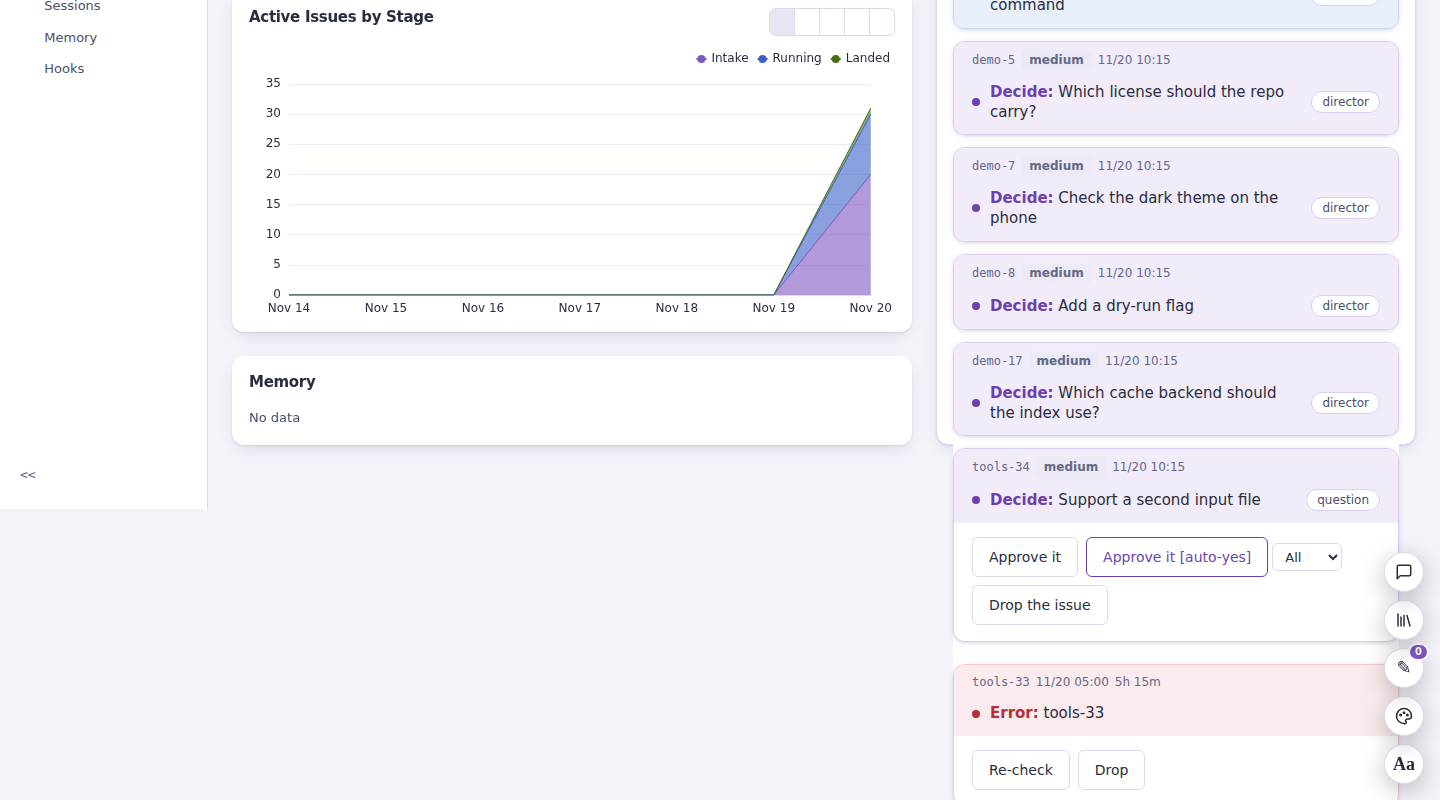 Sessions
Memory
Hooks
<<
Active Issues by Stage
Intake Running Landed
35
30
25
20
15
10
5
0
Nov 14 Nov 15 Nov 16 Nov 17 Nov 18 Nov 19 Nov 20
Memory
No data
command
demo-5 medium 11/20 10:15
Decide: Which license should the repo
carry?
director
demo-7 medium 11/20 10:15
Decide: Check the dark theme on the
phone
director
demo-8 medium 11/20 10:15
Decide: Add a dry-run flag
director
demo-17 medium 11/20 10:15
Decide: Which cache backend should
the index use?
director
tools-34 medium 11/20 10:15
Decide: Support a second input file
question
Approve it Approve it [auto-yes] All
Drop the issue
0
tools-33 11/20 05:00 5h 15m
Error: tools-33
Re-check Drop
Aa